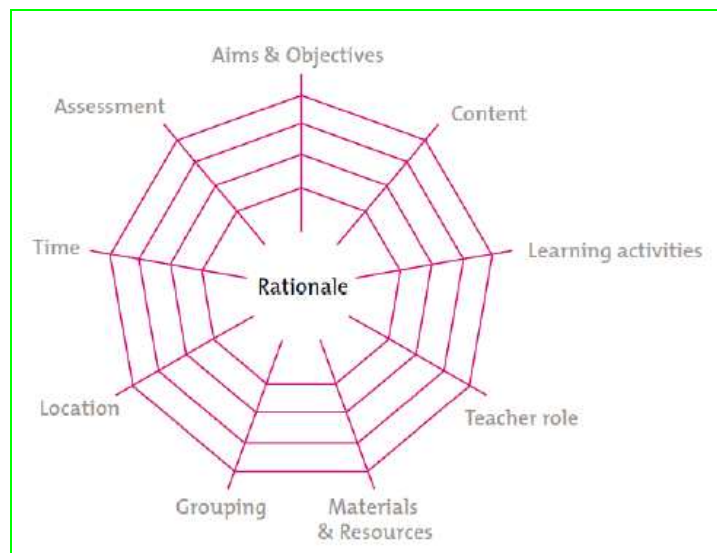 Aims & Objectives
Assessment
Content
Time
Learning activities
Rationale
Location
Teacher role
Grouping
Materials
& Resources